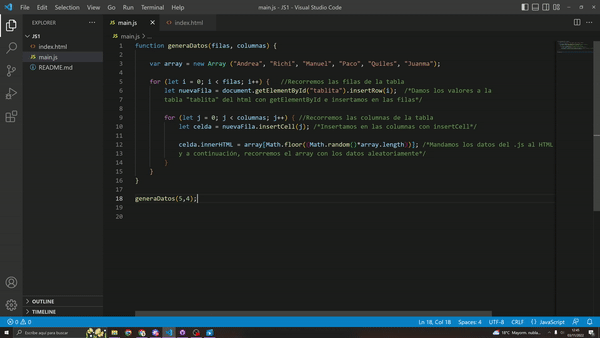 File Edit Selection View Go Run Terminal Help
main.js - JS1 - Visual Studio Code
EXPLORER
JS1
index.html
main.js
README.md
main.js index.html
main.js > ...
1 function generaDatos(filas, columnas) {
2
3 var array = new Array ("Andrea", "Richi", "Manuel", "Paco", "Quiles", "Juanma");
4
5 for (let i = 0; i < filas; i++) { //Recorremos las filas de la tabla
6 let nuevaFila = document.getElementById("tablita").insertRow(i); /*Damos los valores a la
7 tabla "tablita" del html con getElementById e insertamos en las filas*/
8
9 for (let j = 0; j < columnas; j++) { //Recorremos las columnas de la tabla
10 let celda = nuevaFila.insertCell(j); /*Insertamos en las columnas con insertCell*/
11
12 celda.innerHTML = array[Math.floor((Math.random()*array.length))]; /*Mandamos los datos del .js al HTML
13 y a continuación, recorremos el array con los datos aleatoriamente*/
14 }
15 }
16 }
17
18 generaDatos(5,4);
19
20
OUTLINE
TIMELINE
0 0
Ln 18, Col 18 Spaces: 4 UTF-8 CRLF {} JavaScript
Escribe aquí para buscar
18°C Mayorm. nubla...